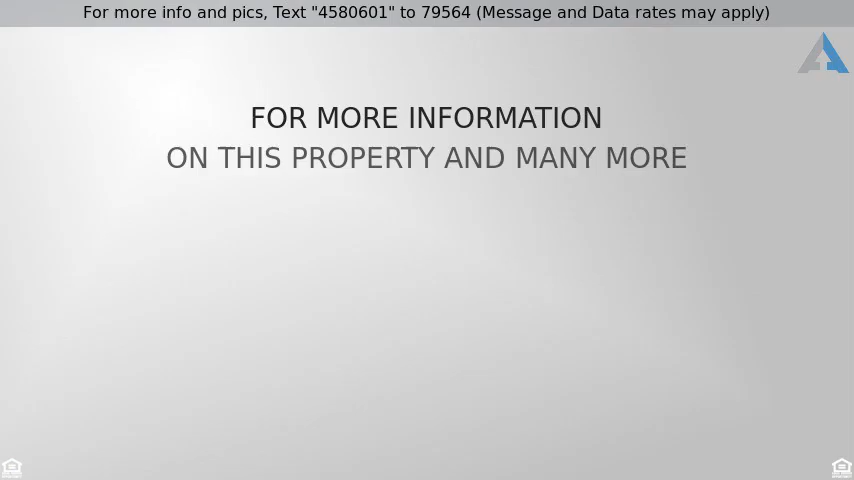 For more info and pics, Text "4580601" to 79564 (Message and Data rates may apply)
FOR MORE INFORMATION
ON THIS PROPERTY AND MANY MORE